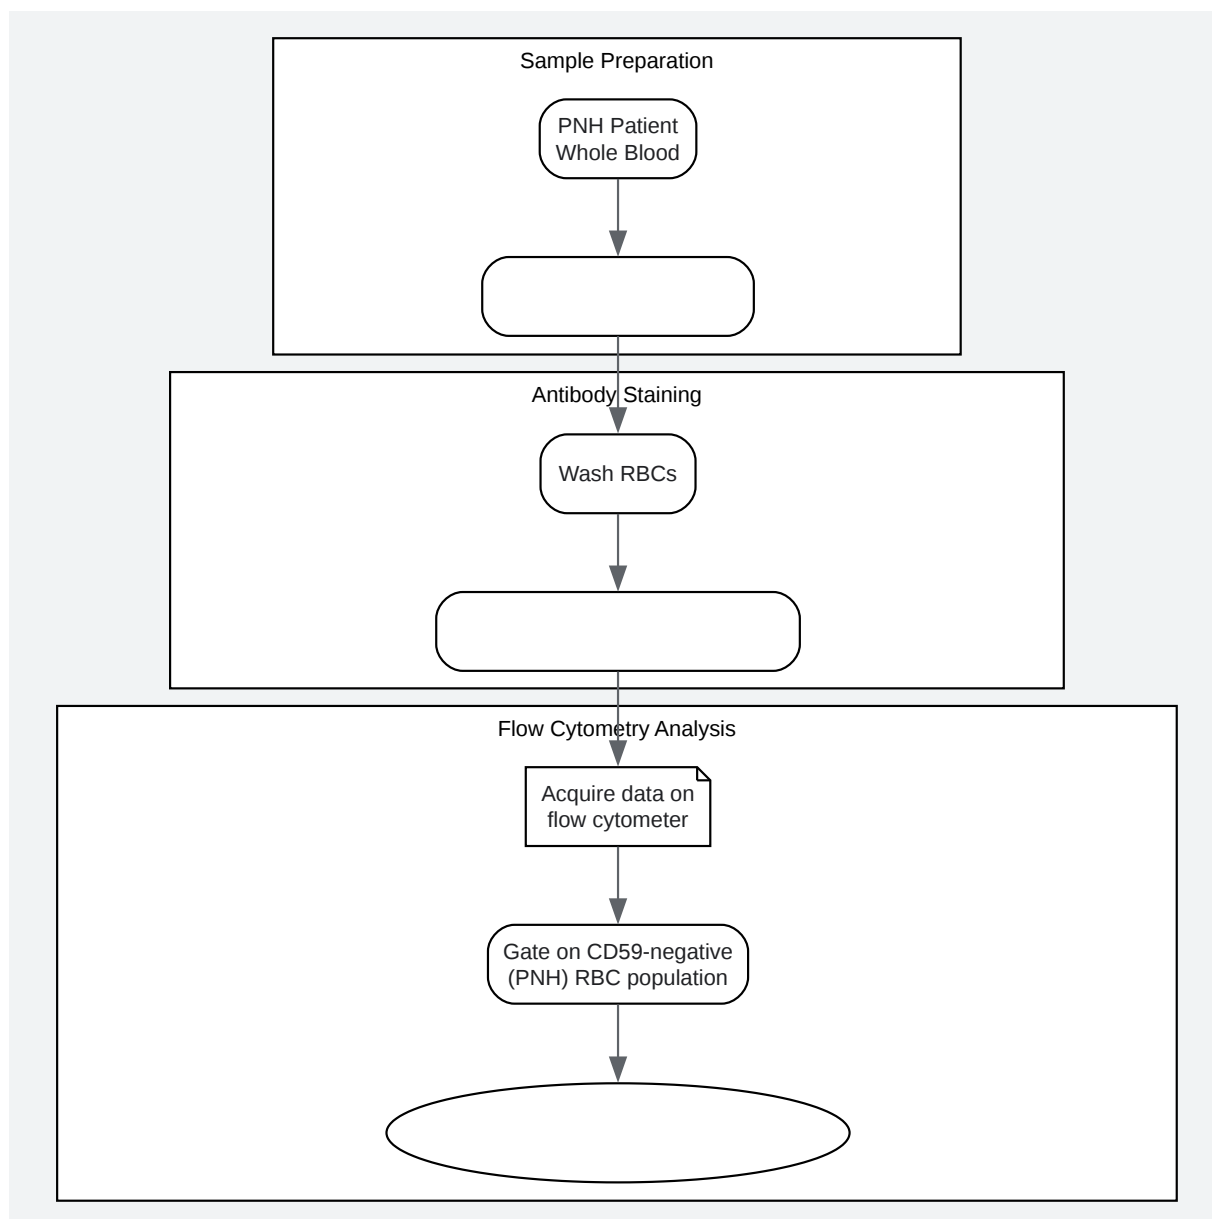 Sample Preparation
PNH Patient
Whole Blood
Antibody Staining
Wash RBCs
Flow Cytometry Analysis
Acquire data on
flow cytometer
Gate on CD59-negative
(PNH) RBC population